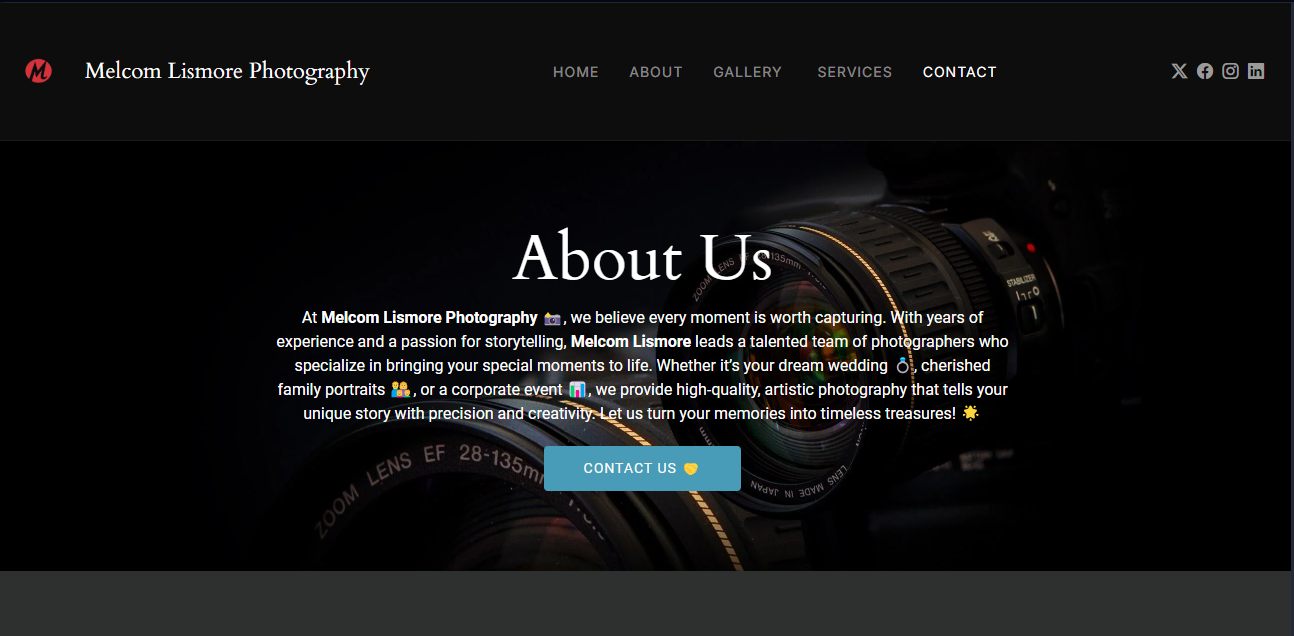 M Melcom Lismore Photography HOME ABOUT GALLERY SERVICES CONTACT
About Us
At Melcom Lismore Photography 📸, we believe every moment is worth capturing. With years of
experience and a passion for storytelling, Melcom Lismore leads a talented team of photographers who
specialize in bringing your special moments to life. Whether it's your dream wedding 💍, cherished
family portraits 👨‍👩‍👧‍👦, or a corporate event 📊, we provide high-quality, artistic photography that tells your
unique story with precision and creativity. Let us turn your memories into timeless treasures! 🌟
CONTACT US 🤝
ZOOM LENS EF 28-135mm
135mm
STABILIZER
LENS MADE IN JAPAN
ZOOM LENS EF